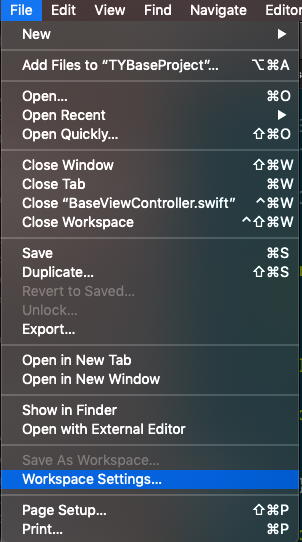 File Edit View Find Navigate Editor
New ▶
Add Files to “TYBaseProject”... ⌥⌘A
Open... ⌘O
Open Recent ▶
Open Quickly... ⇧⌘O
Close Window ⇧⌘W
Close Tab ⌘W
Close “BaseViewController.swift” ^⌘W
Close Workspace ^⇧⌘W
Save ⌘S
Duplicate... ⇧⌘S
Revert to Saved...
Unlock...
Export...
Open in New Tab
Open in New Window
Show in Finder
Open with External Editor
Save As Workspace...
Workspace Settings...
Page Setup... ⇧⌘P
Print... ⌘P